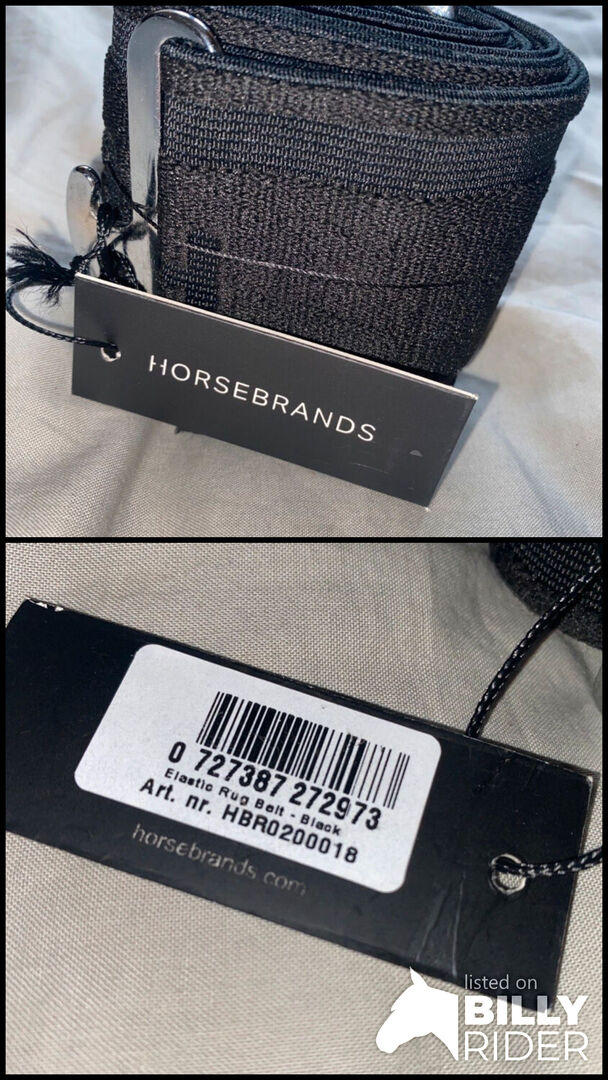 HORSEBRANDS
0 727387 272973
Elastic Rug Belt - Black
Art. nr. HBR0200018
horsebrands.com
listed on
BILLY
RIDER